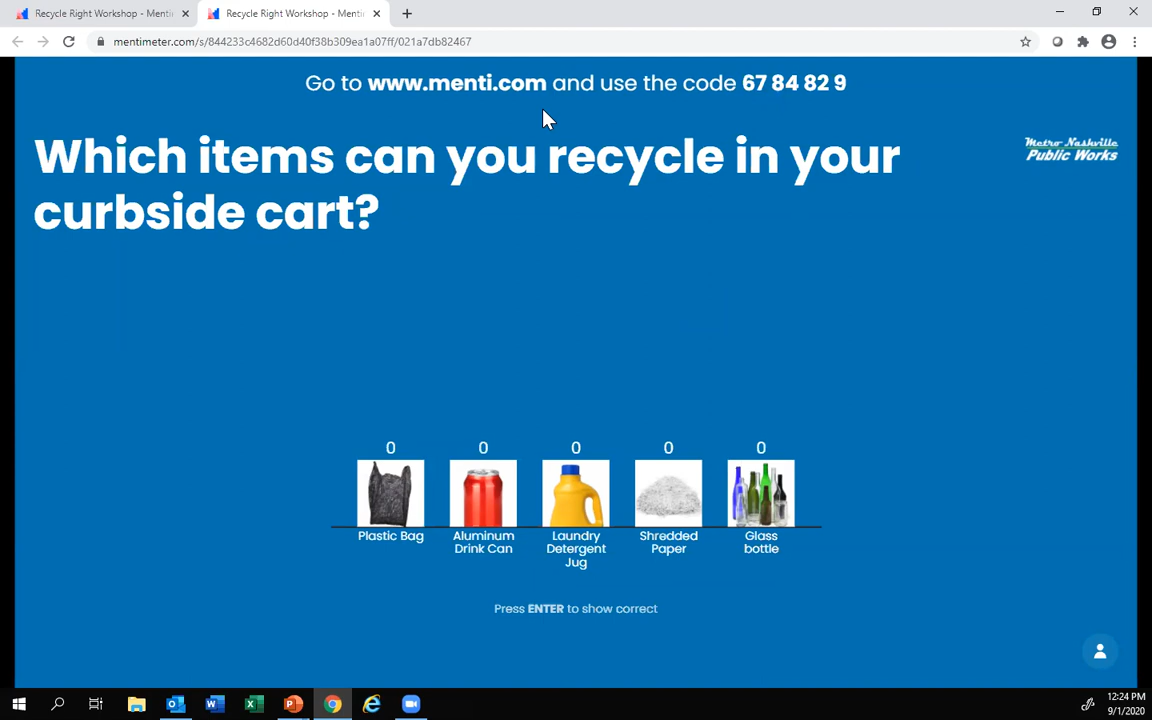 Recycle Right Workshop - Menti
Recycle Right Workshop - Menti
mentimeter.com/s/844233c4682d60d40f38b309ea1a07ff/021a7db82467
Go to www.menti.com and use the code 67 84 82 9
Which items can you recycle in your
curbside cart?
Metro Nashville
Public Works
0 0 0 0 0
Plastic Bag
Aluminum
Drink Can
Laundry
Detergent
Jug
Shredded
Paper
Glass
bottle
Press ENTER to show correct
12:24 PM
9/1/2020